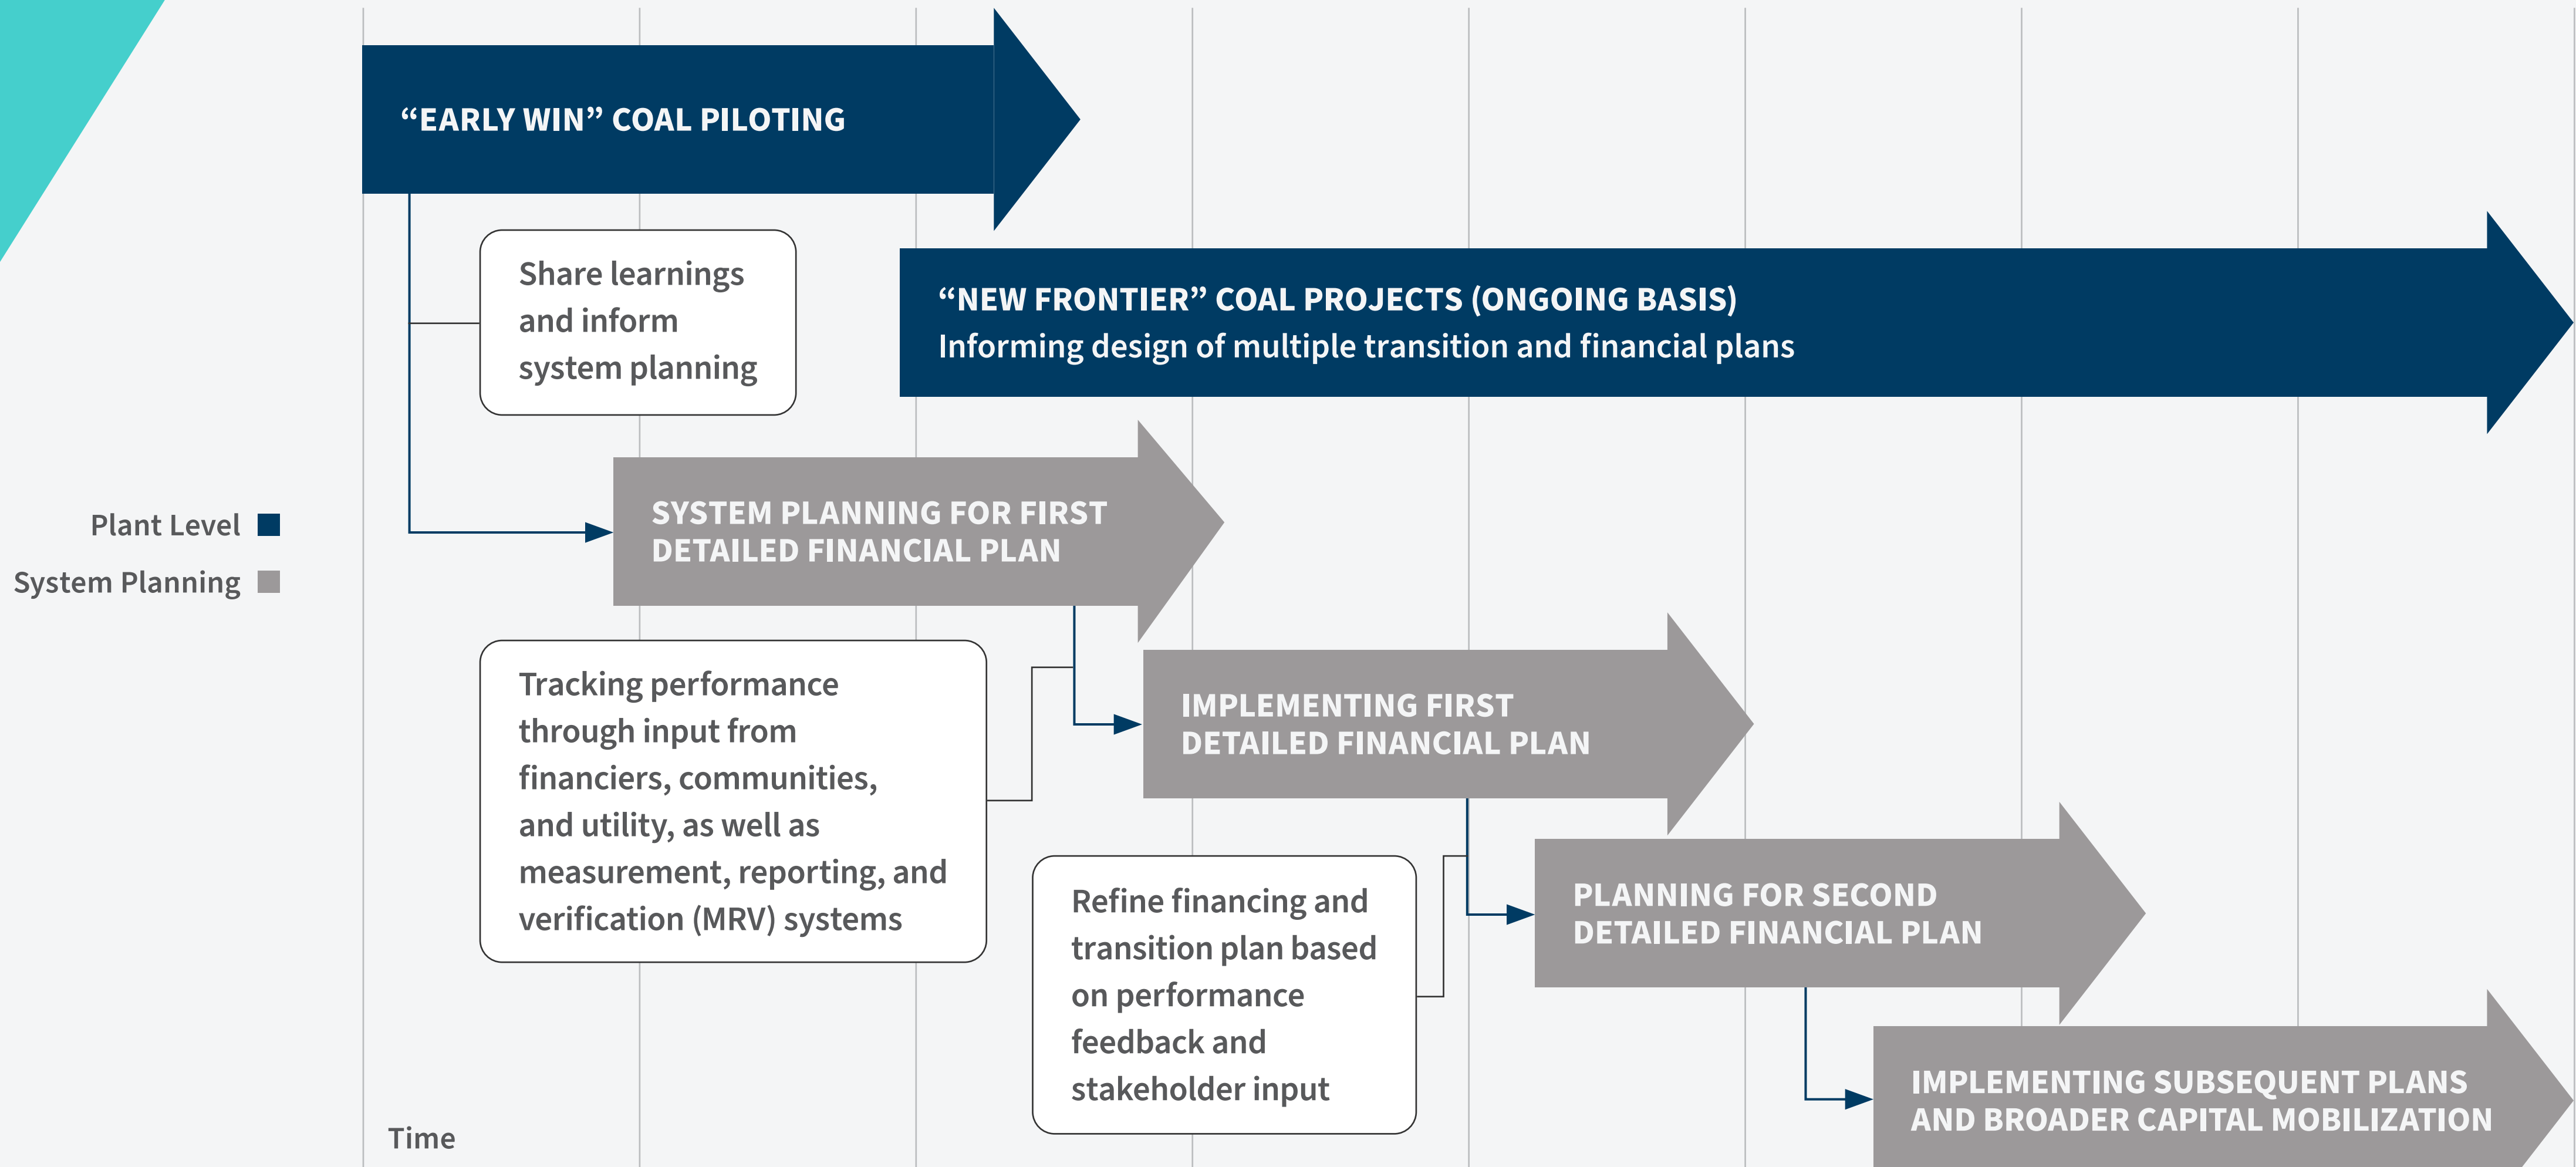 “EARLY WIN” COAL PILOTING
Share learnings
and inform
system planning
“NEW FRONTIER” COAL PROJECTS (ONGOING BASIS)
Informing design of multiple transition and financial plans
Plant Level
System Planning
SYSTEM PLANNING FOR FIRST
DETAILED FINANCIAL PLAN
Tracking performance
through input from
financiers, communities,
and utility, as well as
measurement, reporting, and
verification (MRV) systems
IMPLEMENTING FIRST
DETAILED FINANCIAL PLAN
Refine financing and
transition plan based
on performance
feedback and
stakeholder input
PLANNING FOR SECOND
DETAILED FINANCIAL PLAN
IMPLEMENTING SUBSEQUENT PLANS
AND BROADER CAPITAL MOBILIZATION
Time